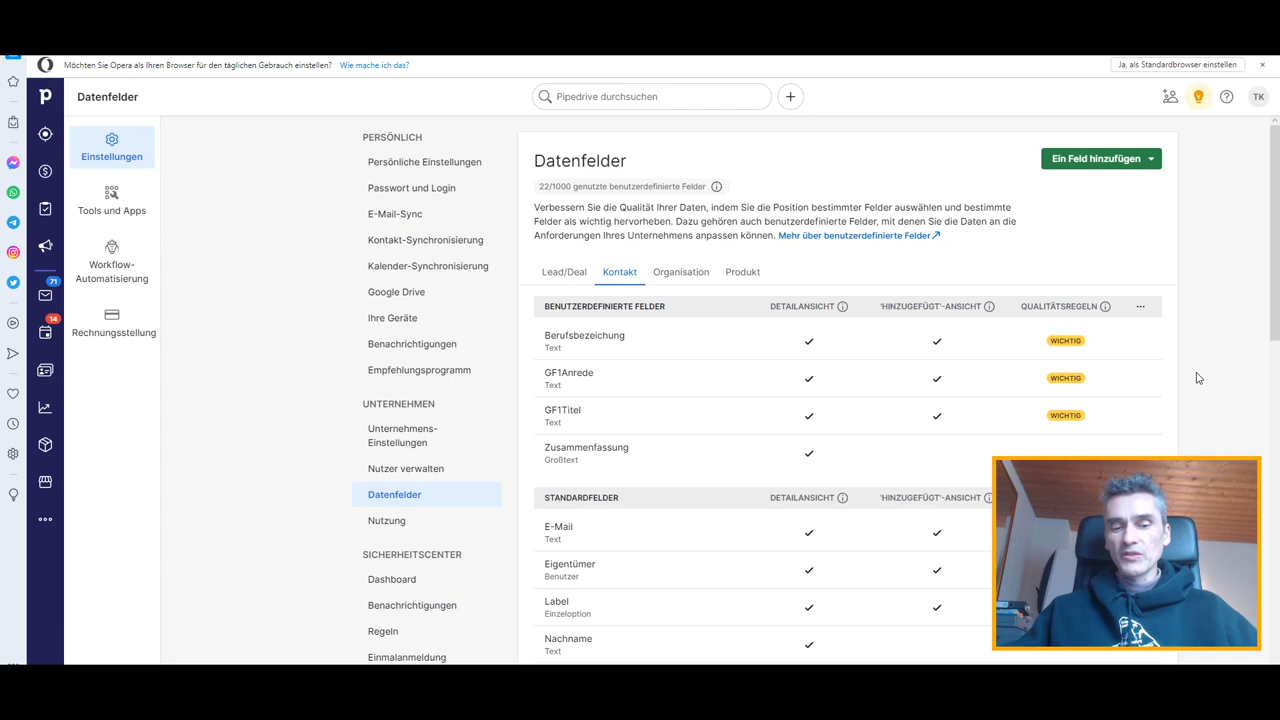 Möchten Sie Opera als Ihren Browser für den täglichen Gebrauch einstellen? Wie mache ich das?
Ja, als Standardbrowser einstellen
Datenfelder
Pipedrive durchsuchen
TK
71
14
Einstellungen
Tools und Apps
Workflow-
Automatisierung
Rechnungsstellung
PERSÖNLICH
Persönliche Einstellungen
Passwort und Login
E-Mail-Sync
Kontakt-Synchronisierung
Kalender-Synchronisierung
Google Drive
Ihre Geräte
Benachrichtigungen
Empfehlungsprogramm
UNTERNEHMEN
Unternehmens-
Einstellungen
Nutzer verwalten
Datenfelder
Nutzung
SICHERHEITSCENTER
Dashboard
Benachrichtigungen
Regeln
Einmalanmeldung
Datenfelder
Ein Feld hinzufügen
22/1000 genutzte benutzerdefinierte Felder
Verbessern Sie die Qualität Ihrer Daten, indem Sie die Position bestimmter Felder auswählen und bestimmte
Felder als wichtig hervorheben. Dazu gehören auch benutzerdefinierte Felder, mit denen Sie die Daten an die
Anforderungen Ihres Unternehmens anpassen können. Mehr über benutzerdefinierte Felder
Lead/Deal Kontakt Organisation Produkt
BENUTZERDEFINIERTE FELDER DETAILANSICHT 'HINZUGEFÜGT'-ANSICHT QUALITÄTSREGELN
Berufsbezeichung
Text
WICHTIG
GF1Anrede
Text
WICHTIG
GF1Titel
Text
WICHTIG
Zusammenfassung
Großtext
STANDARDFELDER DETAILANSICHT 'HINZUGEFÜGT'-ANSICHT
E-Mail
Text
Eigentümer
Benutzer
Label
Einzeloption
Nachname
Text